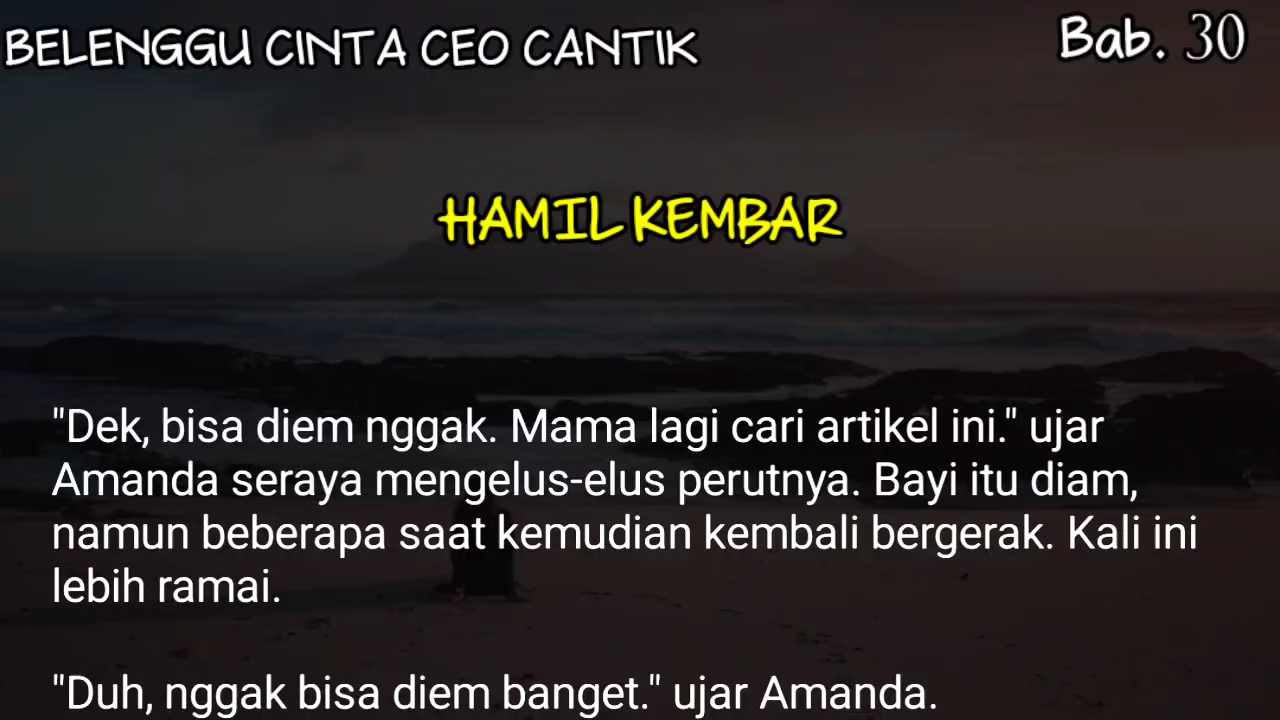 BELENGGU CINTA CEO CANTIK
Bab. 30
HAMIL KEMBAR
"Dek, bisa diem nggak. Mama lagi cari artikel ini." ujar
Amanda seraya mengelus-elus perutnya. Bayi itu diam,
namun beberapa saat kemudian kembali bergerak. Kali ini
lebih ramai.
"Duh, nggak bisa diem banget." ujar Amanda.